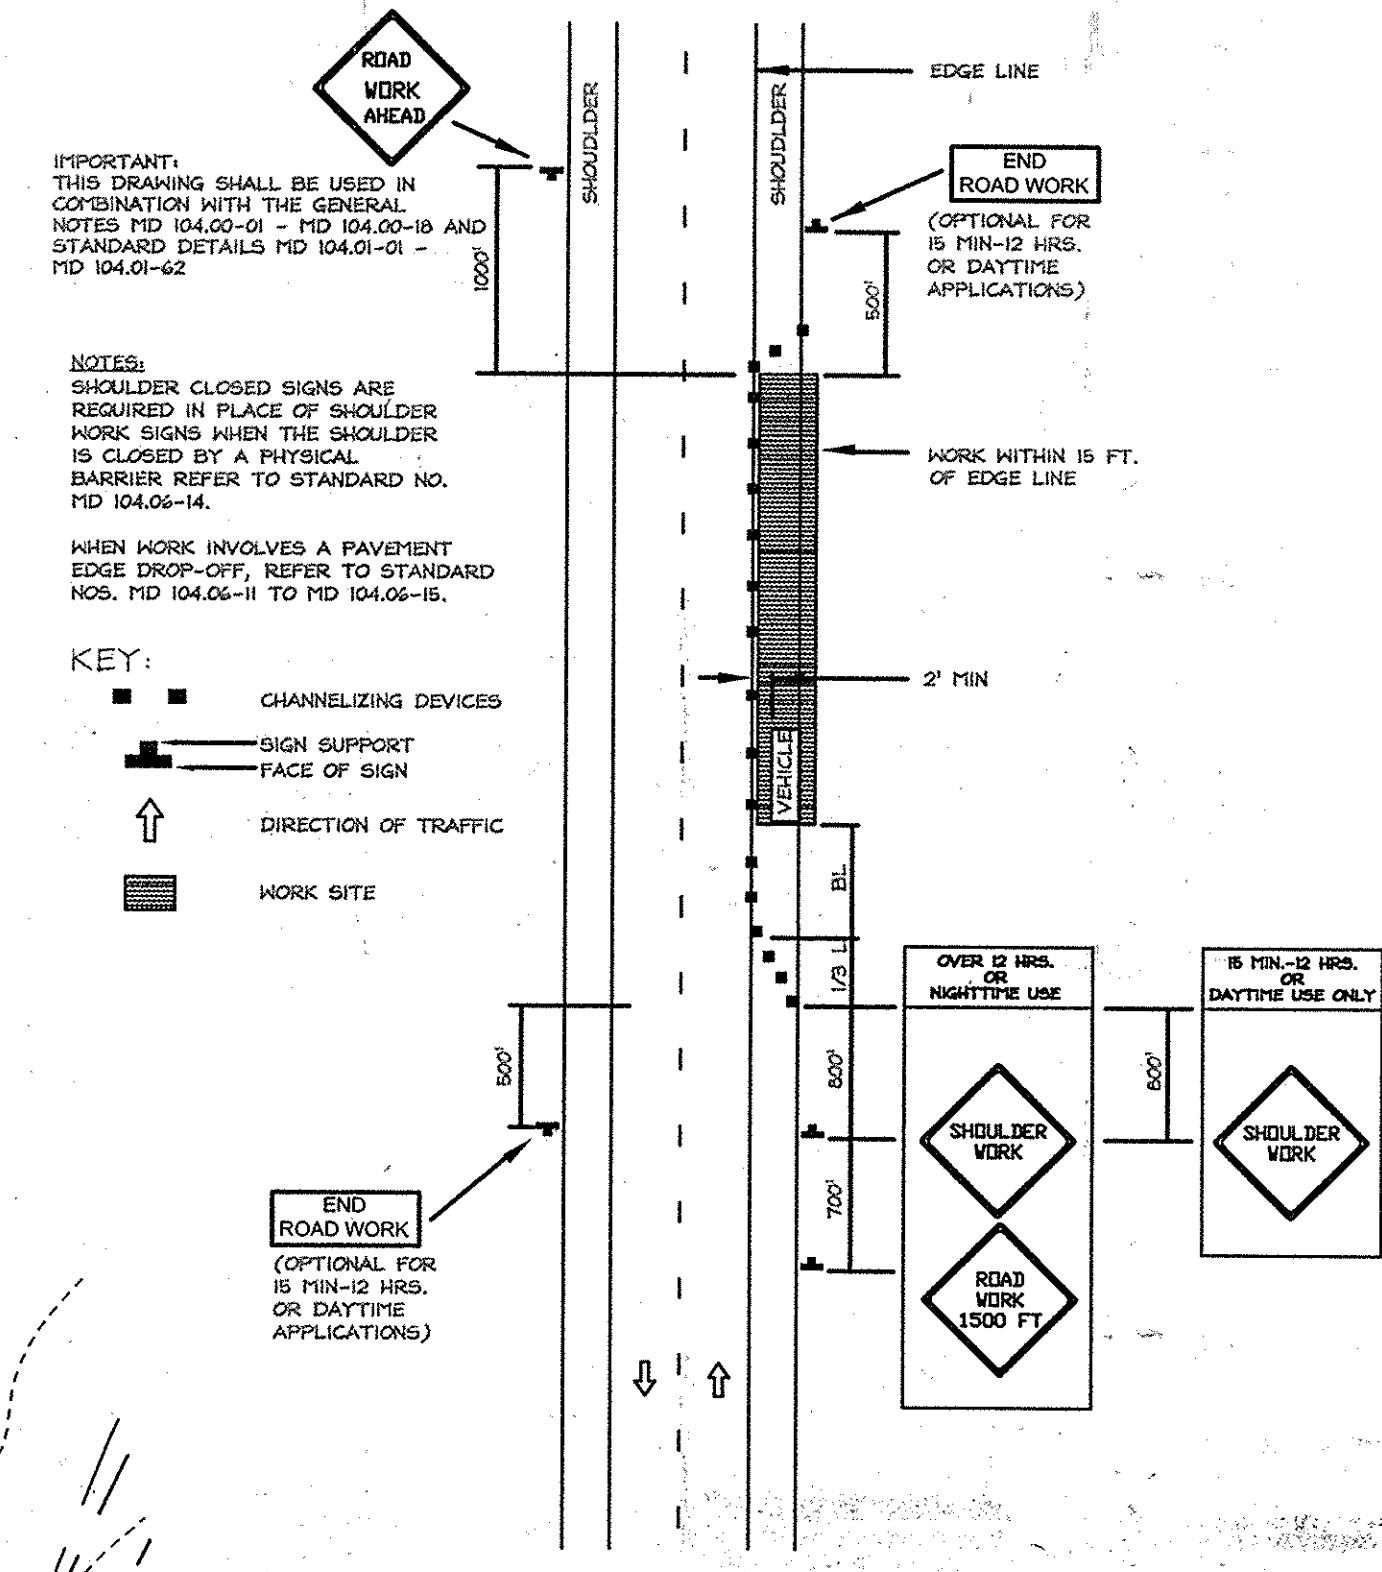 ROAD
WORK
AHEAD
IMPORTANT:
THIS DRAWING SHALL BE USED IN
COMBINATION WITH THE GENERAL
NOTES MD 104.00-01 - MD 104.00-18 AND
STANDARD DETAILS MD 104.01-01 -
MD 104.01-62
1000'
SHOUDLDER
SHOUDLDER
EDGE LINE
END
ROAD WORK
(OPTIONAL FOR
15 MIN-12 HRS.
OR DAYTIME
APPLICATIONS)
500'
NOTES:
SHOULDER CLOSED SIGNS ARE
REQUIRED IN PLACE OF SHOULDER
WORK SIGNS WHEN THE SHOULDER
IS CLOSED BY A PHYSICAL
BARRIER REFER TO STANDARD NO.
MD 104.06-14.
WHEN WORK INVOLVES A PAVEMENT
EDGE DROP-OFF, REFER TO STANDARD
NOS. MD 104.06-11 TO MD 104.06-15.
WORK WITHIN 15 FT.
OF EDGE LINE
2' MIN
VEHICLE
KEY:
CHANNELIZING DEVICES
SIGN SUPPORT
FACE OF SIGN
DIRECTION OF TRAFFIC
WORK SITE
BL
1/3 L
800'
700'
500'
END
ROAD WORK
(OPTIONAL FOR
15 MIN-12 HRS.
OR DAYTIME
APPLICATIONS)
OVER 12 HRS.
OR
NIGHTTIME USE
SHOULDER
WORK
ROAD
WORK
1500 FT
600'
15 MIN.-12 HRS.
OR
DAYTIME USE ONLY
SHOULDER
WORK